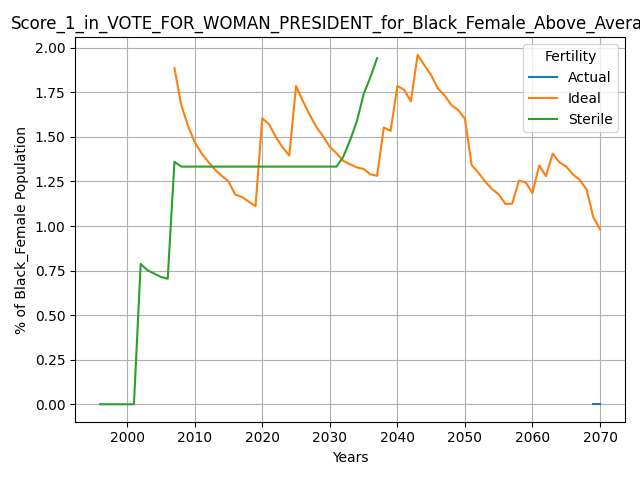 Score_1_in_VOTE_FOR_WOMAN_PRESIDENT_for_Black_Female_Above_Avera
2.00
1.75
1.50
1.25
1.00
0.75
0.50
0.25
0.00
% of Black_Female Population
Fertility
Actual
Ideal
Sterile
2000 2010 2020 2030 2040 2050 2060 2070
Years